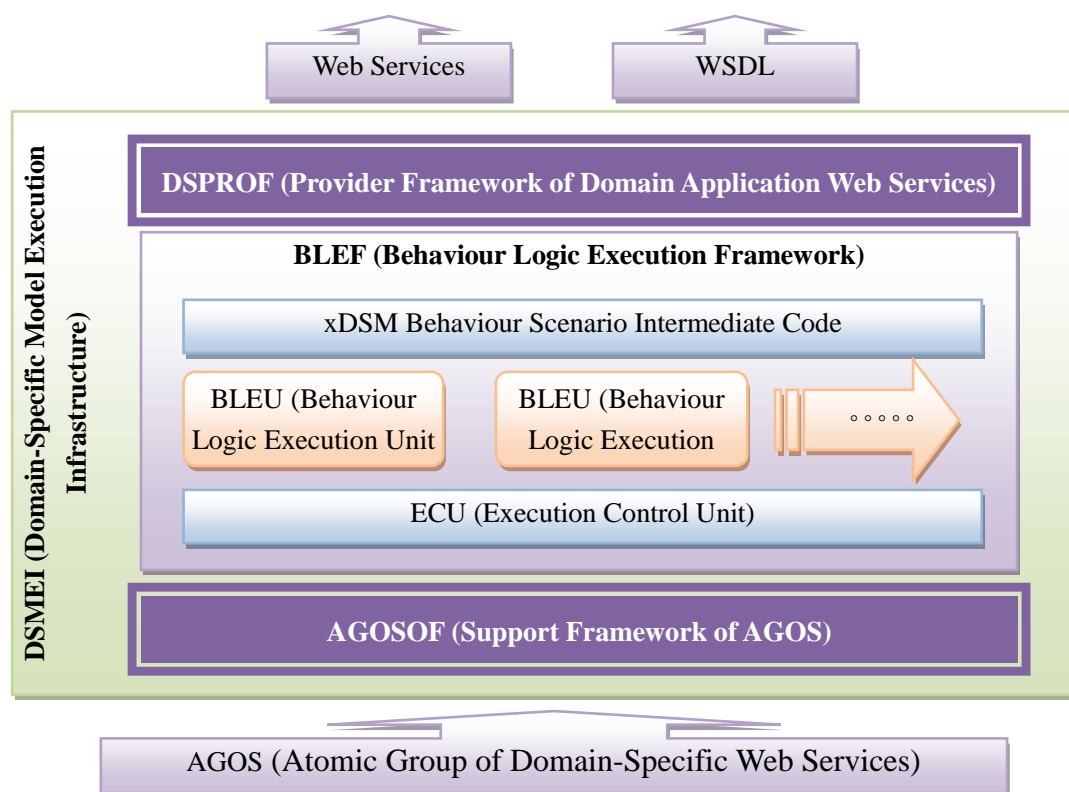 Web Services
WSDL
DSMEI (Domain-Specific Model Execution
Infrastructure)
DSPROF (Provider Framework of Domain Application Web Services)
BLEF (Behaviour Logic Execution Framework)
xDSM Behaviour Scenario Intermediate Code
BLEU (Behaviour
Logic Execution Unit
BLEU (Behaviour
Logic Execution
。。。。。
ECU (Execution Control Unit)
AGOSOF (Support Framework of AGOS)
AGOS (Atomic Group of Domain-Specific Web Services)